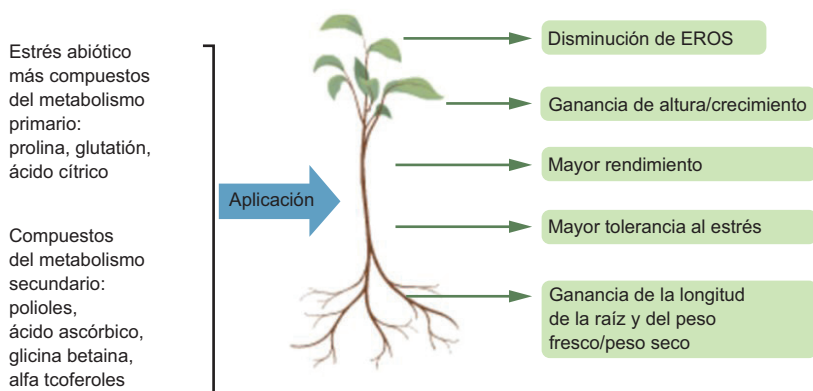 Estrés abiótico
más compuestos
del metabolismo
primario:
prolina, glutatión,
ácido cítrico
Compuestos
del metabolismo
secundario:
polioles,
ácido ascórbico,
glicina betaina,
alfa tcoferoles
Aplicación
Disminución de EROS
Ganancia de altura/crecimiento
Mayor rendimiento
Mayor tolerancia al estrés
Ganancia de la longitud
de la raíz y del peso
fresco/peso seco